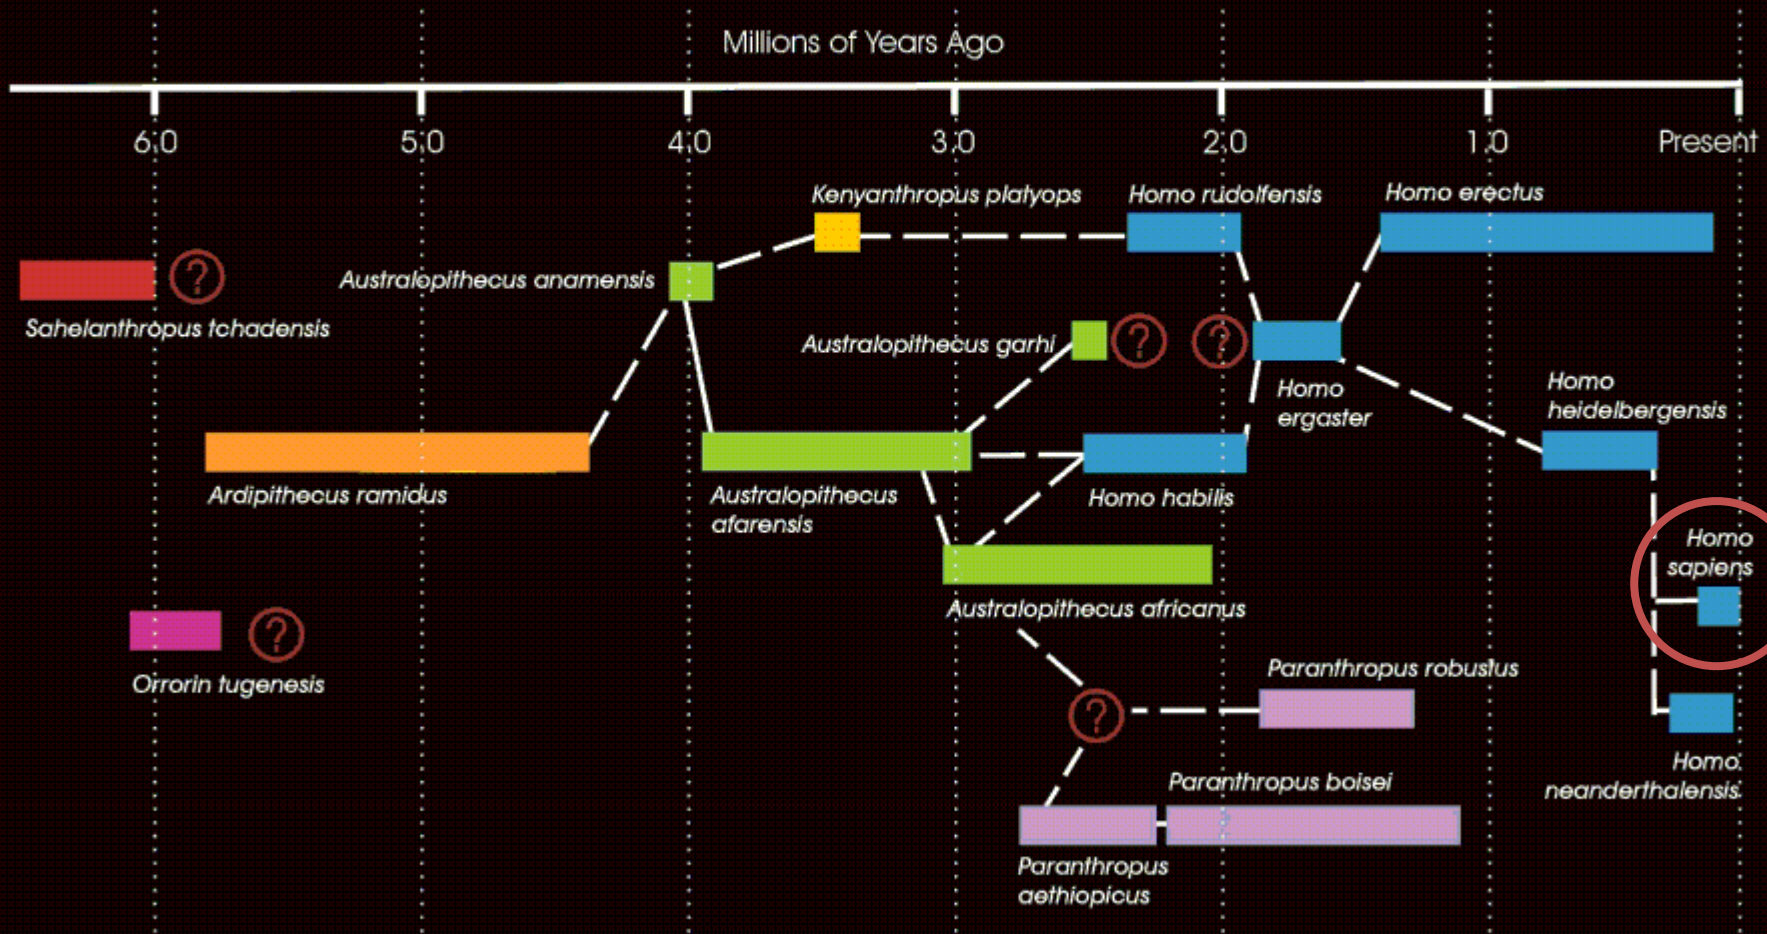 Millions of Years Ago
6.0 5.0 4.0 3.0 2.0 1.0 Present
Kenyanthropus platyops
Homo rudolfensis
Homo erectus
?
Australopithecus anamensis
Sahelanthropus tchadensis
Australopithecus garhi
?
?
Homo
ergaster
Homo
heidelbergensis
Ardipithecus ramidus
Australopithecus
afarensis
Homo habilis
Homo
sapiens
Australopithecus africanus
?
Orrorin tugenesis
Paranthropus robustus
?
Homo
neanderthalensis
Paranthropus boisei
Paranthropus
aethiopicus